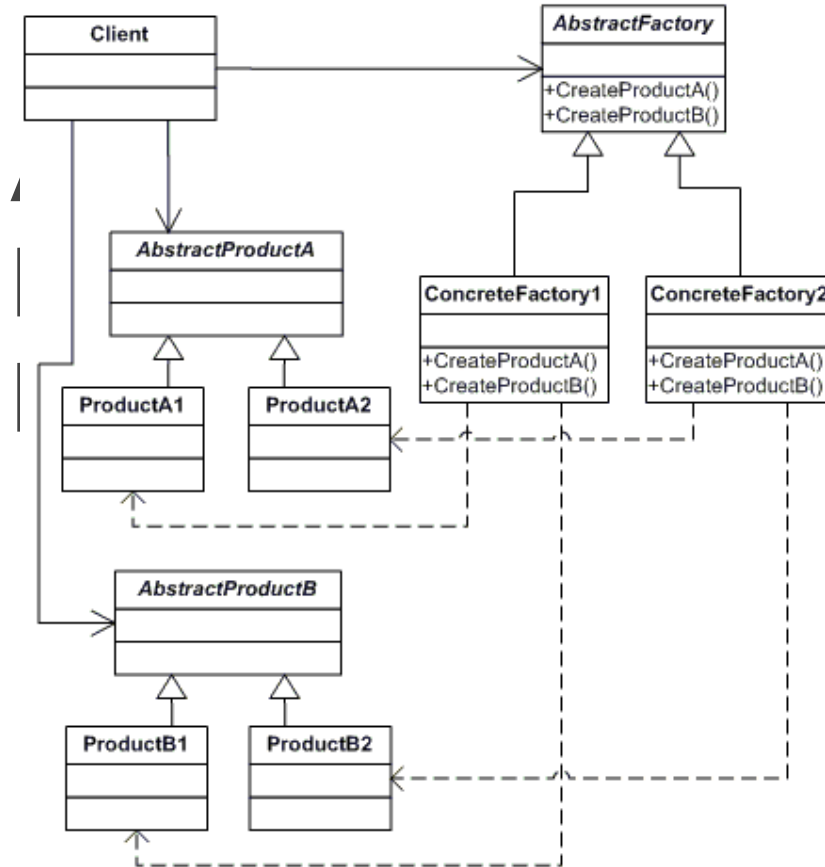 Client
AbstractFactory
+CreateProductA()
+CreateProductB()
AbstractProductA
ConcreteFactory1
+CreateProductA()
+CreateProductB()
ConcreteFactory2
+CreateProductA()
+CreateProductB()
ProductA1
ProductA2
AbstractProductB
ProductB1
ProductB2